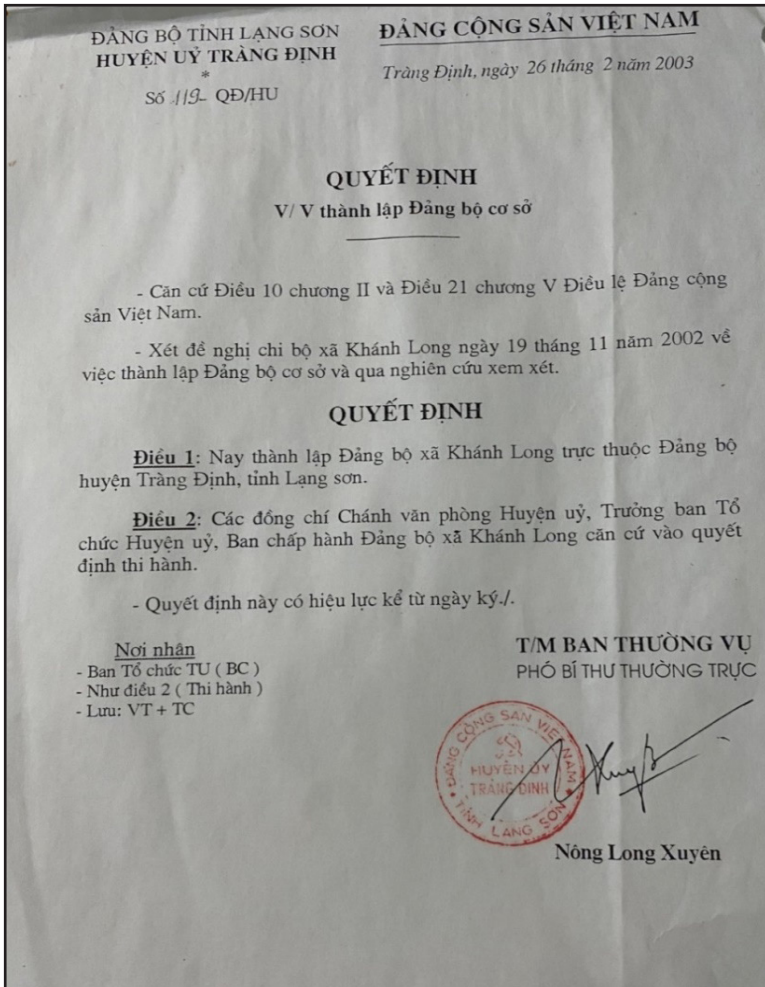 ĐẢNG BỘ TỈNH LẠNG SƠN
HUYỆN UỶ TRÀNG ĐỊNH
*
Số 119- QĐ/HU
ĐẢNG CỘNG SẢN VIỆT NAM
Tràng Định, ngày 26 tháng 2 năm 2003
QUYẾT ĐỊNH
V/ V thành lập Đảng bộ cơ sở
- Căn cứ Điều 10 chương II và Điều 21 chương V Điều lệ Đảng cộng
sản Việt Nam.
- Xét đề nghị chi bộ xã Khánh Long ngày 19 tháng 11 năm 2002 về
việc thành lập Đảng bộ cơ sở và qua nghiên cứu xem xét.
QUYẾT ĐỊNH
Điều 1: Nay thành lập Đảng bộ xã Khánh Long trực thuộc Đảng bộ
huyện Tràng Định, tỉnh Lạng sơn.
Điều 2: Các đồng chí Chánh văn phòng Huyện uỷ, Trưởng ban Tổ
chức Huyện uỷ, Ban chấp hành Đảng bộ xã Khánh Long căn cứ vào quyết
định thi hành.
- Quyết định này có hiệu lực kể từ ngày ký./.
Nơi nhận
- Ban Tổ chức TU ( BC )
- Như điều 2 ( Thi hành )
- Lưu: VT + TC
T/M BAN THƯỜNG VỤ
PHÓ BÍ THƯ THƯỜNG TRỰC
ĐẢNG CỘNG SẢN VIỆT NAM
HUYỆN ỦY
TRÀNG ĐỊNH
TỈNH LẠNG SƠN
Nông Long Xuyên